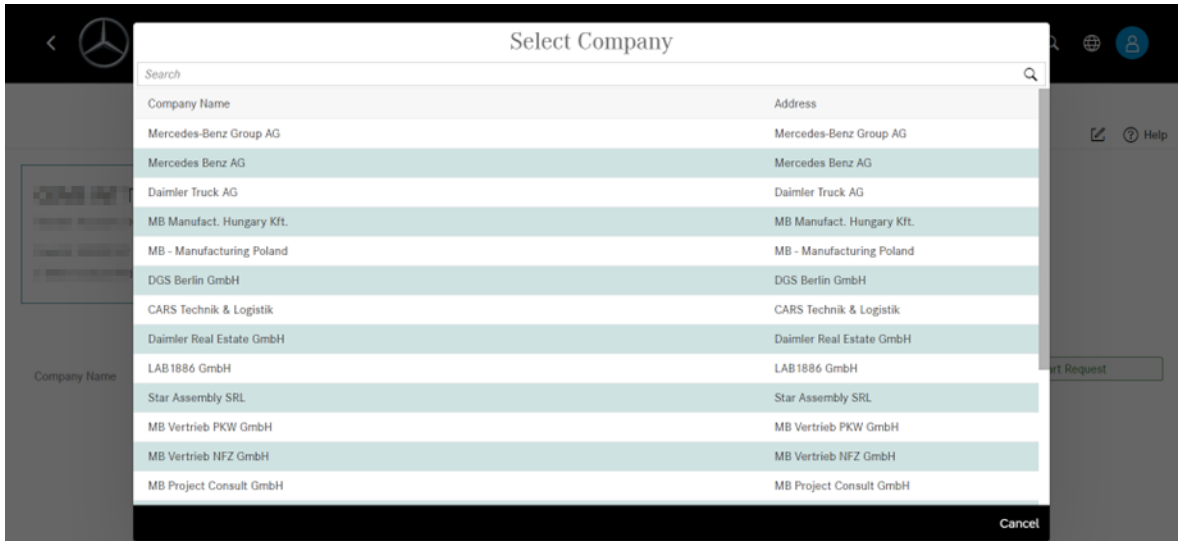 Select Company
Search
Company Name Address
Mercedes-Benz Group AG Mercedes-Benz Group AG
Mercedes Benz AG Mercedes Benz AG
Daimler Truck AG Daimler Truck AG
MB Manufact. Hungary Kft. MB Manufact. Hungary Kft.
MB - Manufacturing Poland MB - Manufacturing Poland
DGS Berlin GmbH DGS Berlin GmbH
CARS Technik & Logistik CARS Technik & Logistik
Daimler Real Estate GmbH Daimler Real Estate GmbH
LAB1886 GmbH LAB1886 GmbH
Star Assembly SRL Star Assembly SRL
MB Vertrieb PKW GmbH MB Vertrieb PKW GmbH
MB Vertrieb NFZ GmbH MB Vertrieb NFZ GmbH
MB Project Consult GmbH MB Project Consult GmbH
Cancel
Help
Company Name
Request